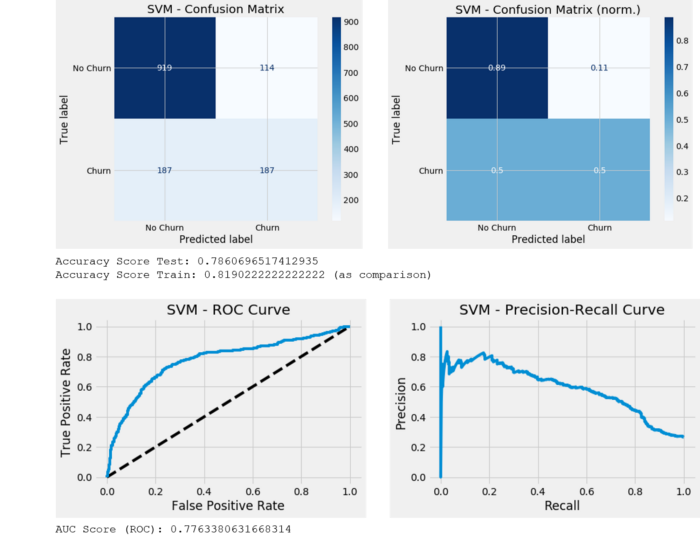 SVM - Confusion Matrix
900
800
No Churn
919
114
700
600
True label
500
400
Churn
187
187
300
200
No Churn
Churn
Predicted label
SVM - Confusion Matrix (norm.)
0.8
No Churn
0.89
0.11
0.7
0.6
True label
0.5
0.4
Churn
0.5
0.5
0.3
0.2
No Churn
Churn
Predicted label
Accuracy Score Test: 0.7860696517412935
Accuracy Score Train: 0.8190222222222222 (as comparison)
SVM - ROC Curve
1.0
0.8
0.6
0.4
0.2
0.0
True Positive Rate
0.0 0.2 0.4 0.6 0.8 1.0
False Positive Rate
SVM - Precision-Recall Curve
1.0
0.8
0.6
0.4
0.2
0.0
Precision
0.0 0.2 0.4 0.6 0.8 1.0
Recall
AUC Score (ROC): 0.7763380631668314